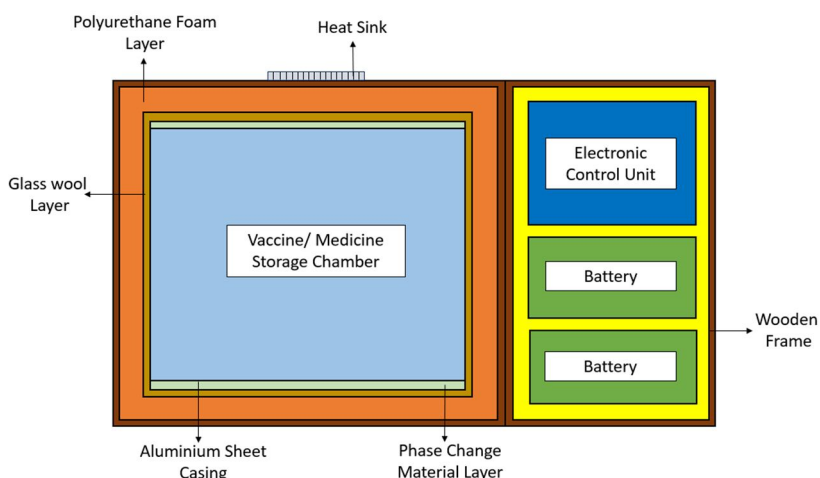 Polyurethane Foam
Layer
Heat Sink
Electronic
Control Unit
Glass wool
Layer
Vaccine/ Medicine
Storage Chamber
Battery
Wooden
Frame
Battery
Aluminium Sheet
Casing
Phase Change
Material Layer